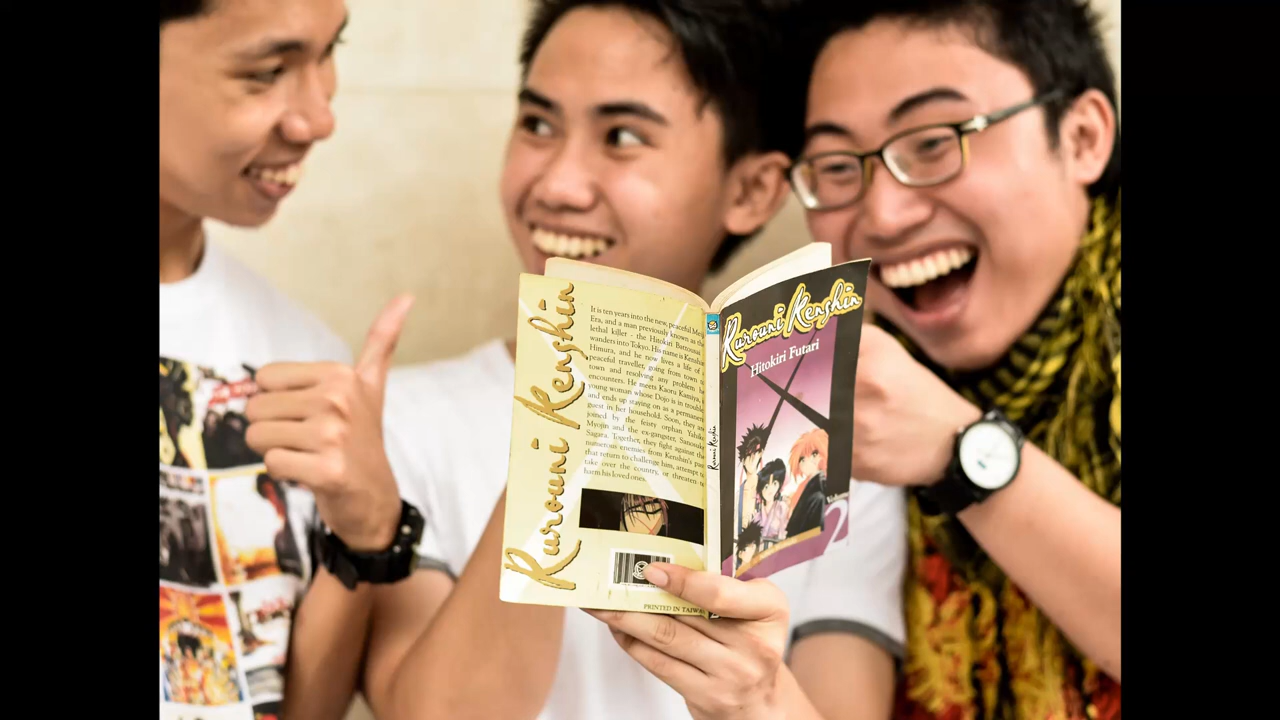 Rurouni Kenshin
It is ten years into the new, peaceful Mei
Era, and a man previously known as the
lethal killer - the Hitokiri Battousai
wanders into Tokyo. His name is Kenshin
Himura, and he now lives a life of a
peaceful traveller, going from town to
town and resolving any problem he
encounters. He meets Kaoru Kamiya, a
young woman whose Dojo is in trouble
and ends up staying on as a permanent
guest in her household. Soon, they are
joined by the feisty orphan Yahiko
Myojin and the ex-gangster, Sanosuke
Sagara. Together, they fight against the
numerous enemies from Kenshin's past
that return to challenge him, attempt to
take over the country, or threaten to
harm his loved ones.
PRINTED IN TAIWAN
Rurouni Kenshin
Rurouni Kenshin
Hitokiri Futari
Volume
2